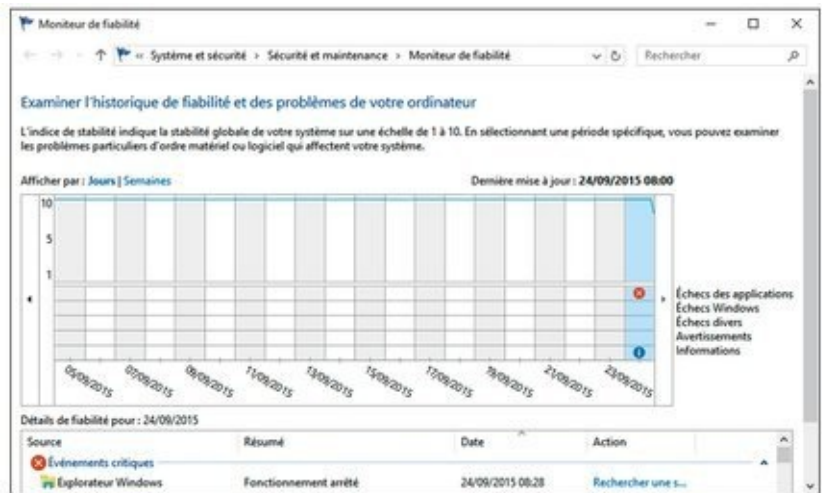 Moniteur de fiabilité
« Système et sécurité › Sécurité et maintenance › Moniteur de fiabilité
Rechercher
Examiner l'historique de fiabilité et des problèmes de votre ordinateur
L'indice de stabilité indique la stabilité globale de votre système sur une échelle de 1 à 10. En sélectionnant une période spécifique, vous pouvez examiner
les problèmes particuliers d'ordre matériel ou logiciel qui affectent votre système.
Afficher par : Jours | Semaines
Dernière mise à jour : 24/09/2015 08:00
10
5
1
Échecs des applications
Échecs Windows
Échecs divers
Avertissements
Informations
05/09/2015 07/09/2015 09/09/2015 11/09/2015 13/09/2015 15/09/2015 17/09/2015 19/09/2015 21/09/2015 23/09/2015
Détails de fiabilité pour : 24/09/2015
Source Résumé Date Action
Événements critiques
Explorateur Windows Fonctionnement arrêté 24/09/2015 08:28 Rechercher une s...